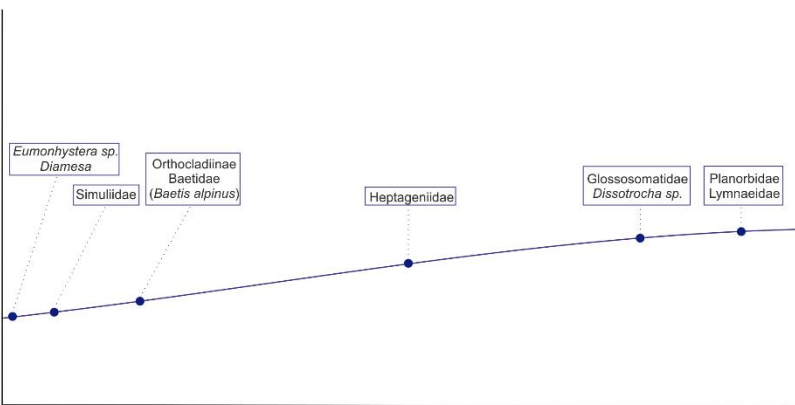 Eumonhystera sp.
Diamesa
Simuliidae
Orthocladiinae
Baetidae
(Baetis alpinus)
Heptageniidae
Glossosomatidae
Dissotrocha sp.
Planorbidae
Lymnaeidae